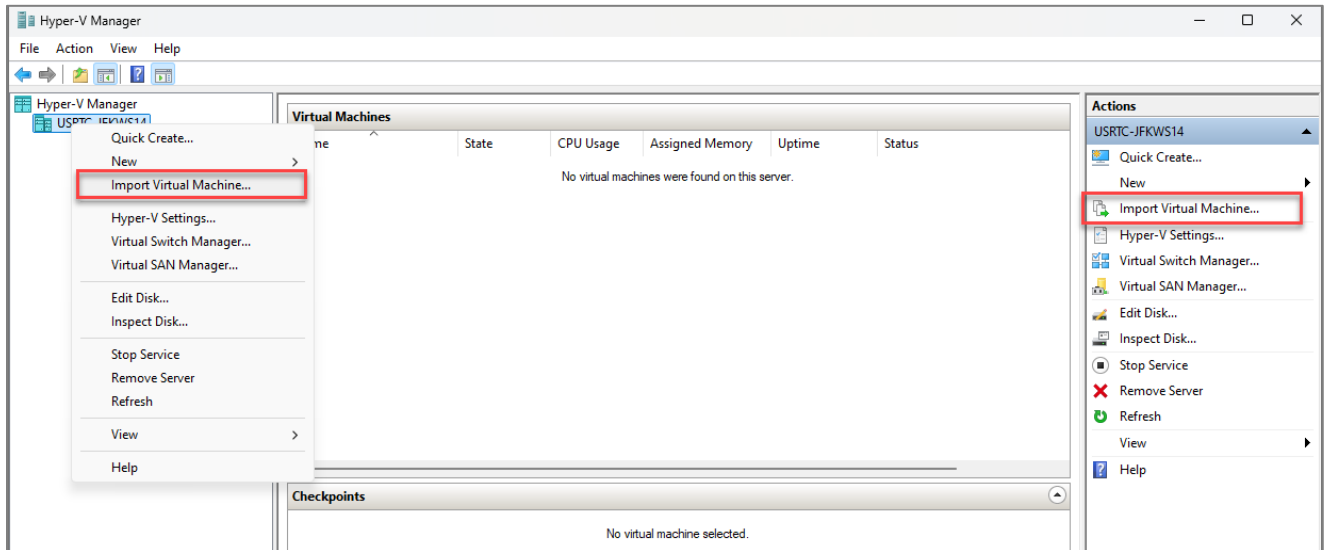 Hyper-V Manager
File Action View Help
Hyper-V Manager
USRTC-JFKWS14
Quick Create...
New
Import Virtual Machine...
Hyper-V Settings...
Virtual Switch Manager...
Virtual SAN Manager...
Edit Disk...
Inspect Disk...
Stop Service
Remove Server
Refresh
View
Help
Virtual Machines
me State CPU Usage Assigned Memory Uptime Status
No virtual machines were found on this server.
Checkpoints
No virtual machine selected.
Actions
USRTC-JFKWS14
Quick Create...
New
Import Virtual Machine...
Hyper-V Settings...
Virtual Switch Manager...
Virtual SAN Manager...
Edit Disk...
Inspect Disk...
Stop Service
Remove Server
Refresh
View
Help